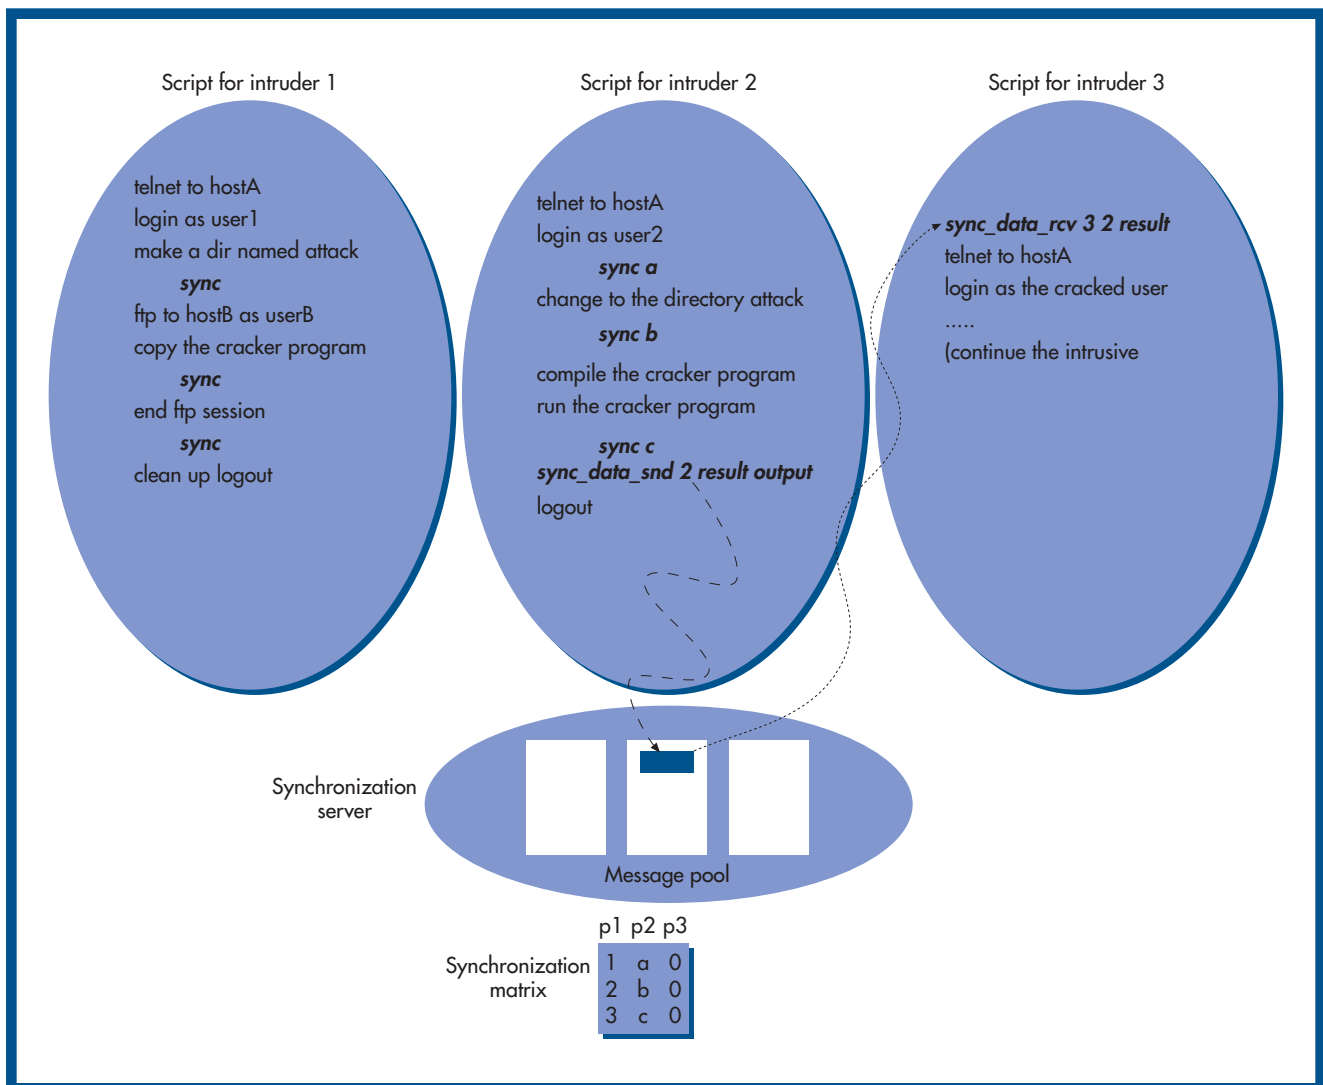 Script for intruder 1
telnet to hostA
login as user1
make a dir named attack
sync
ftp to hostB as userB
copy the cracker program
sync
end ftp session
sync
clean up logout
Script for intruder 2
telnet to hostA
login as user2
sync a
change to the directory attack
sync b
compile the cracker program
run the cracker program
sync c
sync_data_snd 2 result output
logout
Script for intruder 3
sync_data_rcv 3 2 result
telnet to hostA
login as the cracked user
.....
(continue the intrusive
Synchronization
server
Message pool
p1 p2 p3
Synchronization
matrix
1 a 0
2 b 0
3 c 0